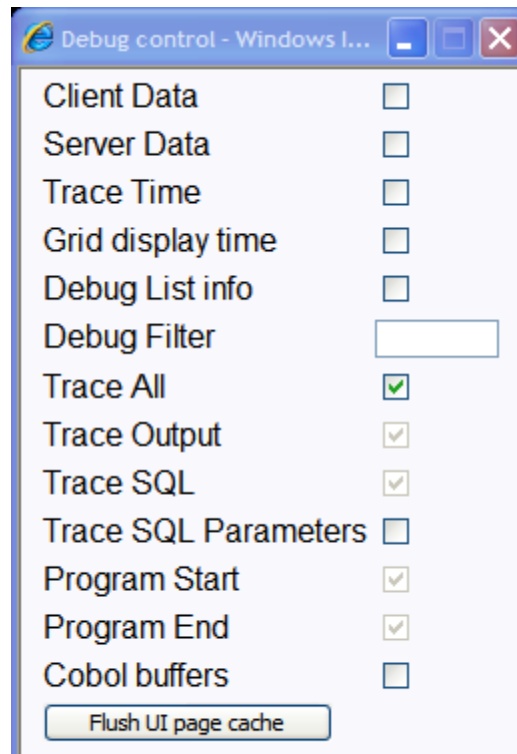 Debug control - Windows I...
Client Data
Server Data
Trace Time
Grid display time
Debug List info
Debug Filter
Trace All
Trace Output
Trace SQL
Trace SQL Parameters
Program Start
Program End
Cobol buffers
Flush UI page cache